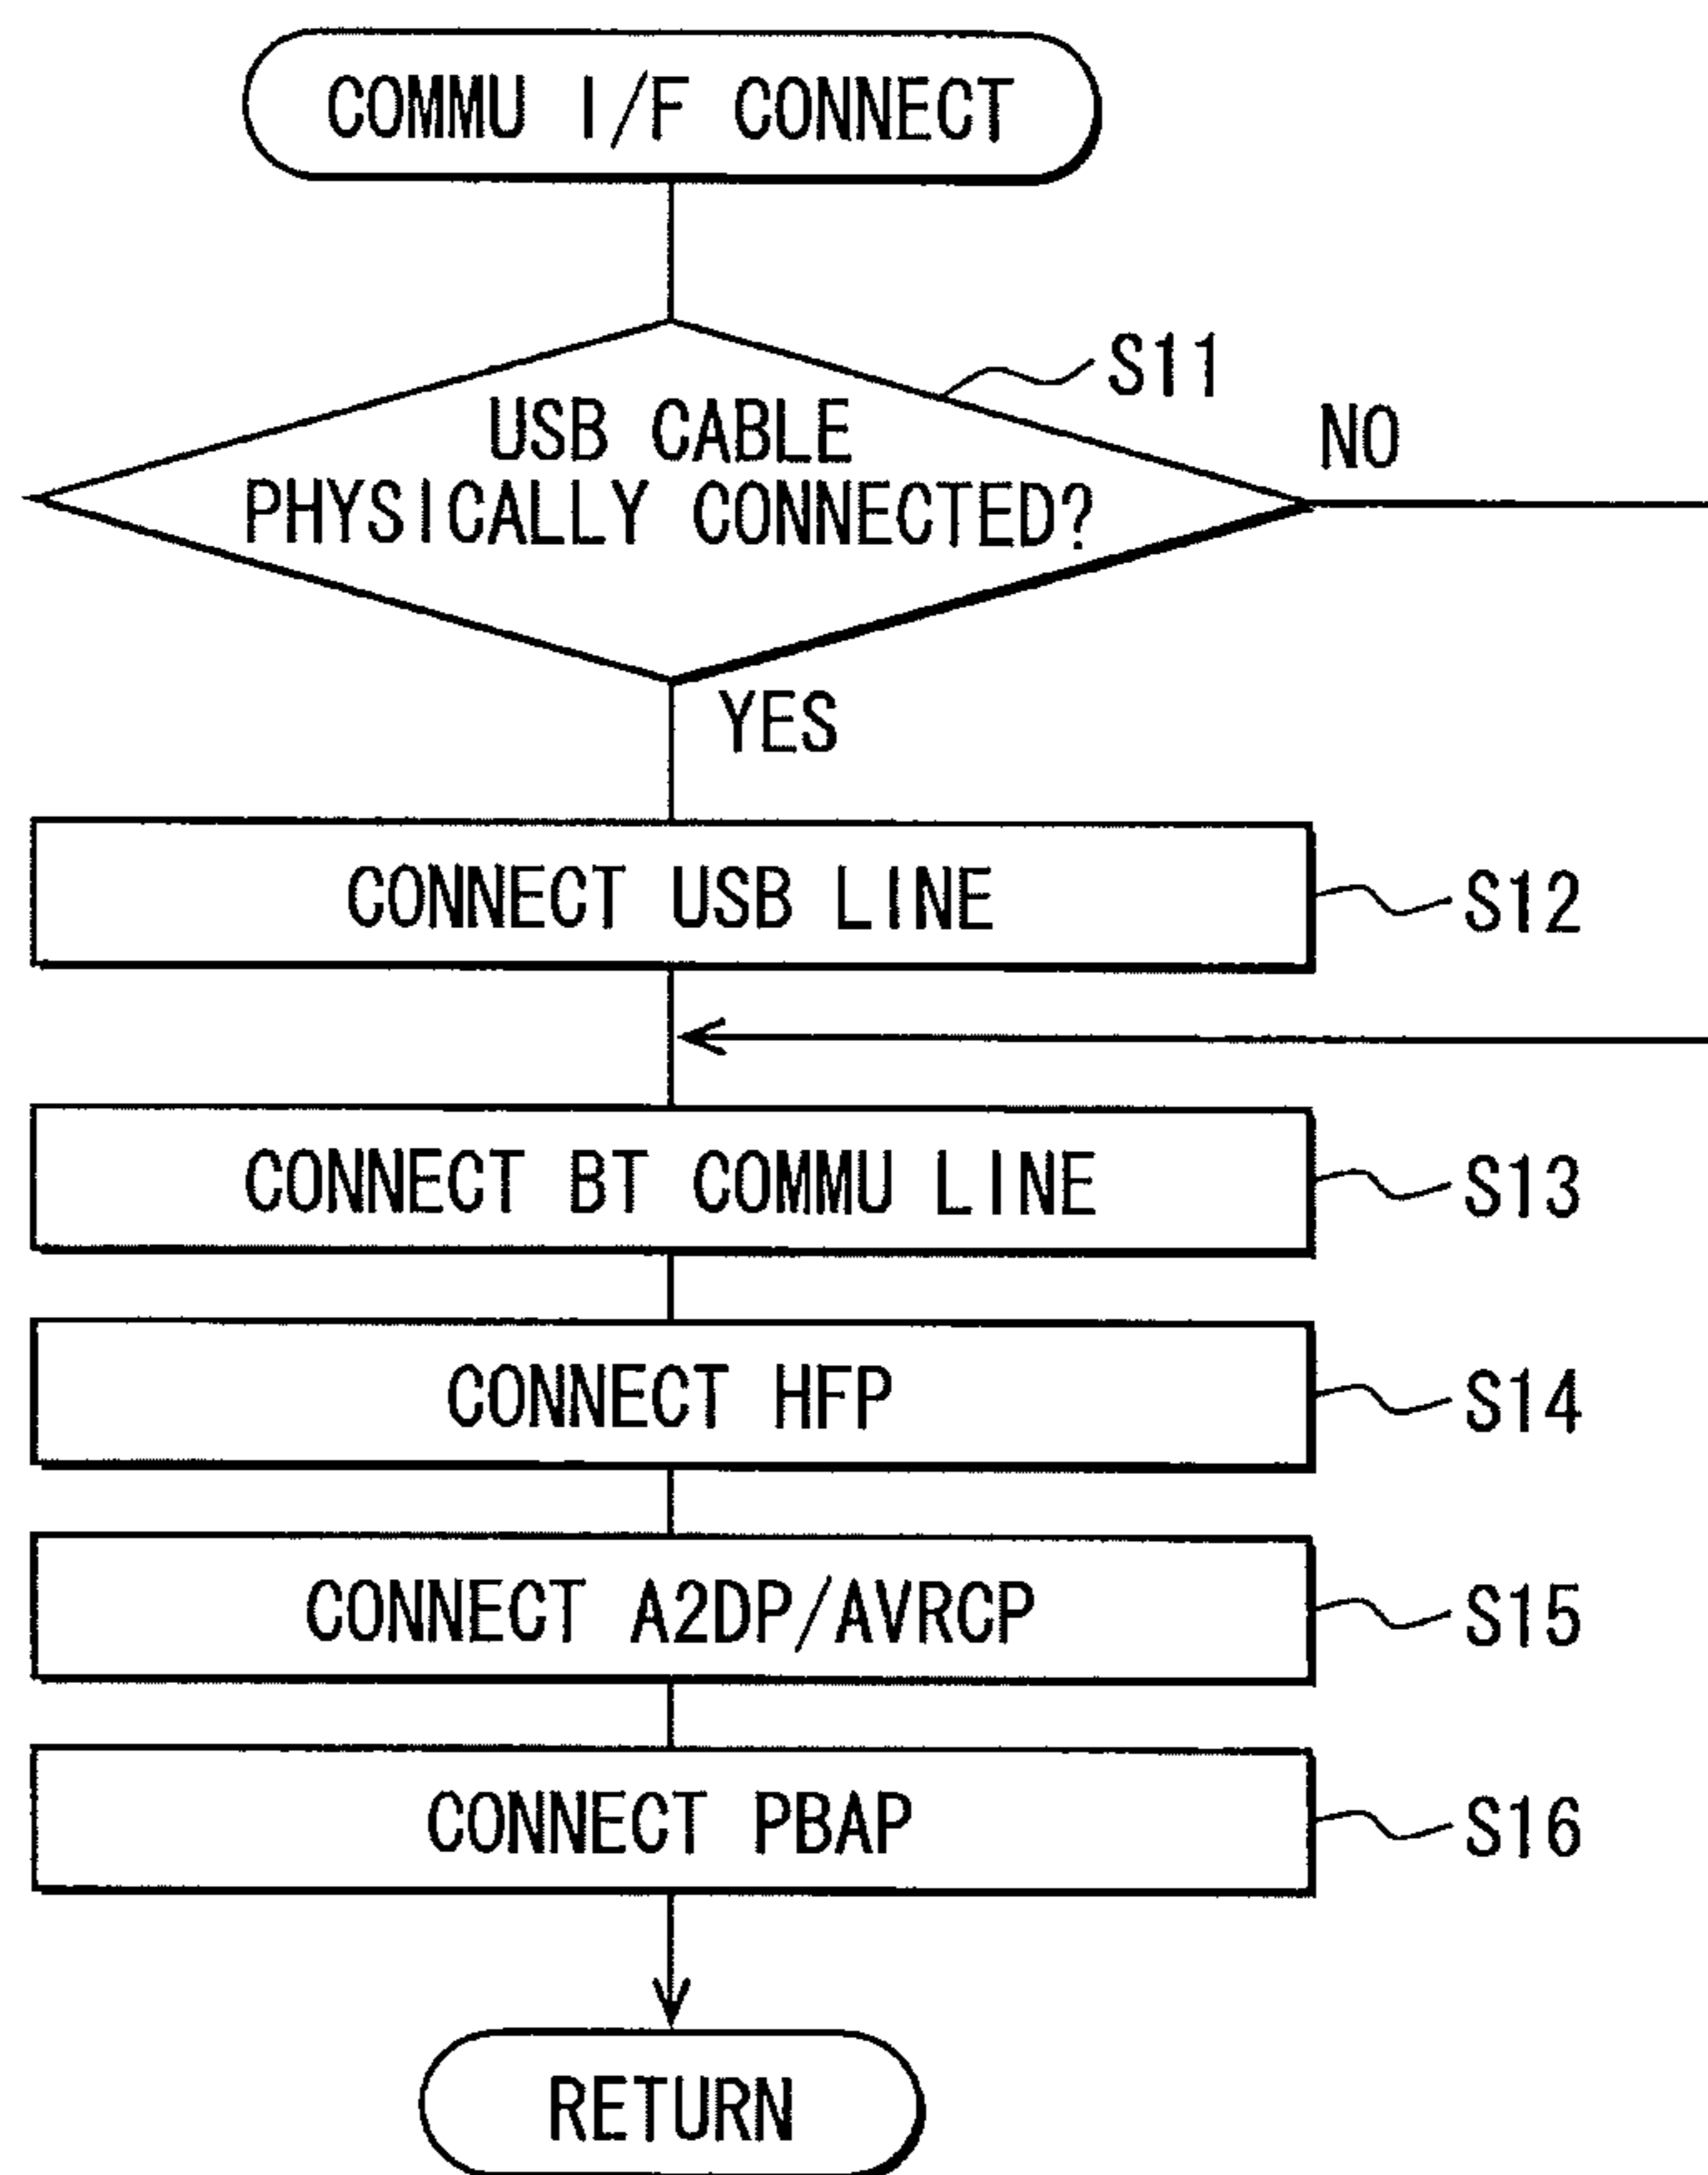 COMMU I/F CONNECT
S11
USB CABLE
NO
PHYSICALLY CONNECTED?
YES
CONNECT USB LINE
S12
CONNECT BT COMMU LINE
S13
CONNECT HFP
S14
CONNECT A2DP/AVRCP
S15
CONNECT PBAP
S16
RETURN